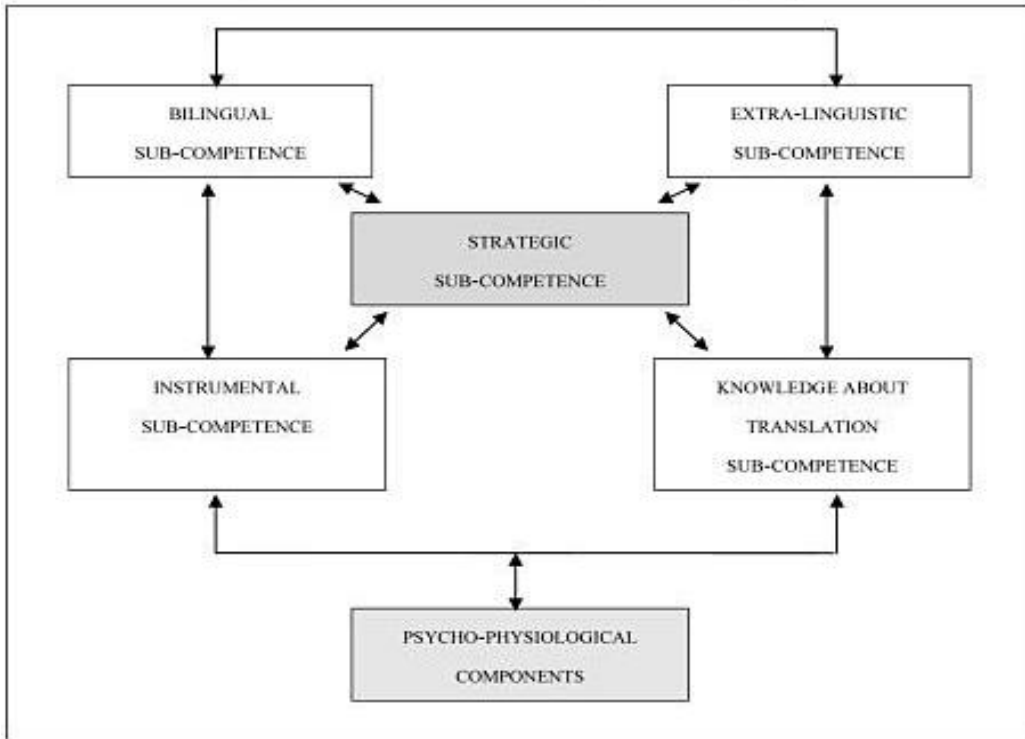 BILINGUAL
SUB-COMPETENCE
EXTRA-LINGUISTIC
SUB-COMPETENCE
STRATEGIC
SUB-COMPETENCE
INSTRUMENTAL
SUB-COMPETENCE
KNOWLEDGE ABOUT
TRANSLATION
SUB-COMPETENCE
PSYCHO-PHYSIOLOGICAL
COMPONENTS